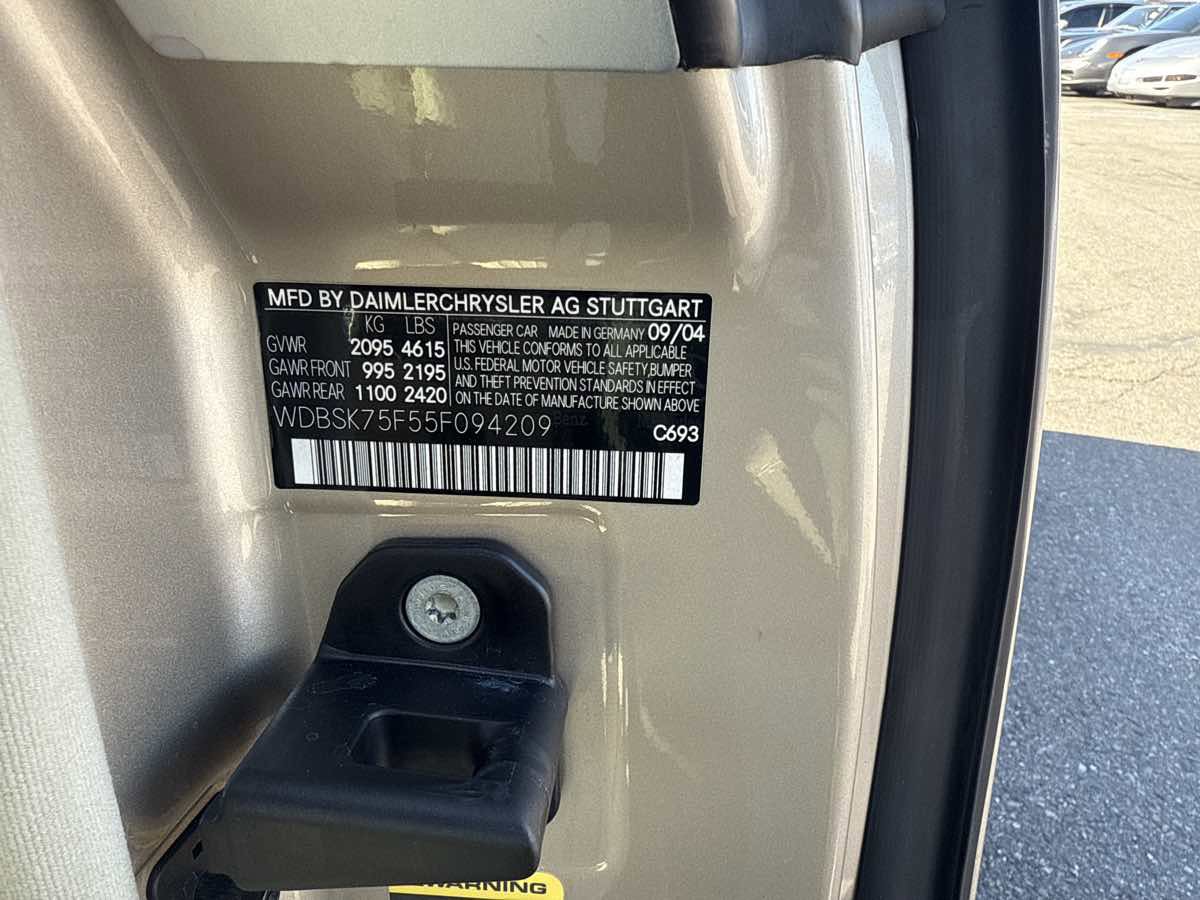 MFD BY DAIMLERCHRYSLER AG STUTTGART
KG LBS
GVWR 2095 4615
GAWR FRONT 995 2195
GAWR REAR 1100 2420
PASSENGER CAR MADE IN GERMANY 09/04
THIS VEHICLE CONFORMS TO ALL APPLICABLE
U.S. FEDERAL MOTOR VEHICLE SAFETY,BUMPER
AND THEFT PREVENTION STANDARDS IN EFFECT
ON THE DATE OF MANUFACTURE SHOWN ABOVE
WDBSK75F55F094209
C693
WARNING